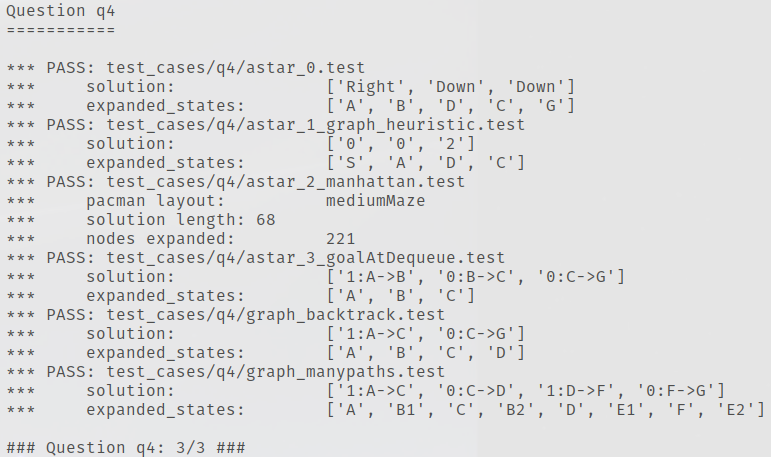 Question q4
===========
*** PASS: test_cases/q4/astar_0.test
*** solution: ['Right', 'Down', 'Down']
*** expanded_states: ['A', 'B', 'D', 'C', 'G']
*** PASS: test_cases/q4/astar_1_graph_heuristic.test
*** solution: ['0', '0', '2']
*** expanded_states: ['S', 'A', 'D', 'C']
*** PASS: test_cases/q4/astar_2_manhattan.test
*** pacman layout: mediumMaze
*** solution length: 68
*** nodes expanded: 221
*** PASS: test_cases/q4/astar_3_goalAtDequeue.test
*** solution: ['1:A->B', '0:B->C', '0:C->G']
*** expanded_states: ['A', 'B', 'C']
*** PASS: test_cases/q4/graph_backtrack.test
*** solution: ['1:A->C', '0:C->G']
*** expanded_states: ['A', 'B', 'C', 'D']
*** PASS: test_cases/q4/graph_manypaths.test
*** solution: ['1:A->C', '0:C->D', '1:D->F', '0:F->G']
*** expanded_states: ['A', 'B1', 'C', 'B2', 'D', 'E1', 'F', 'E2']
### Question q4: 3/3 ###